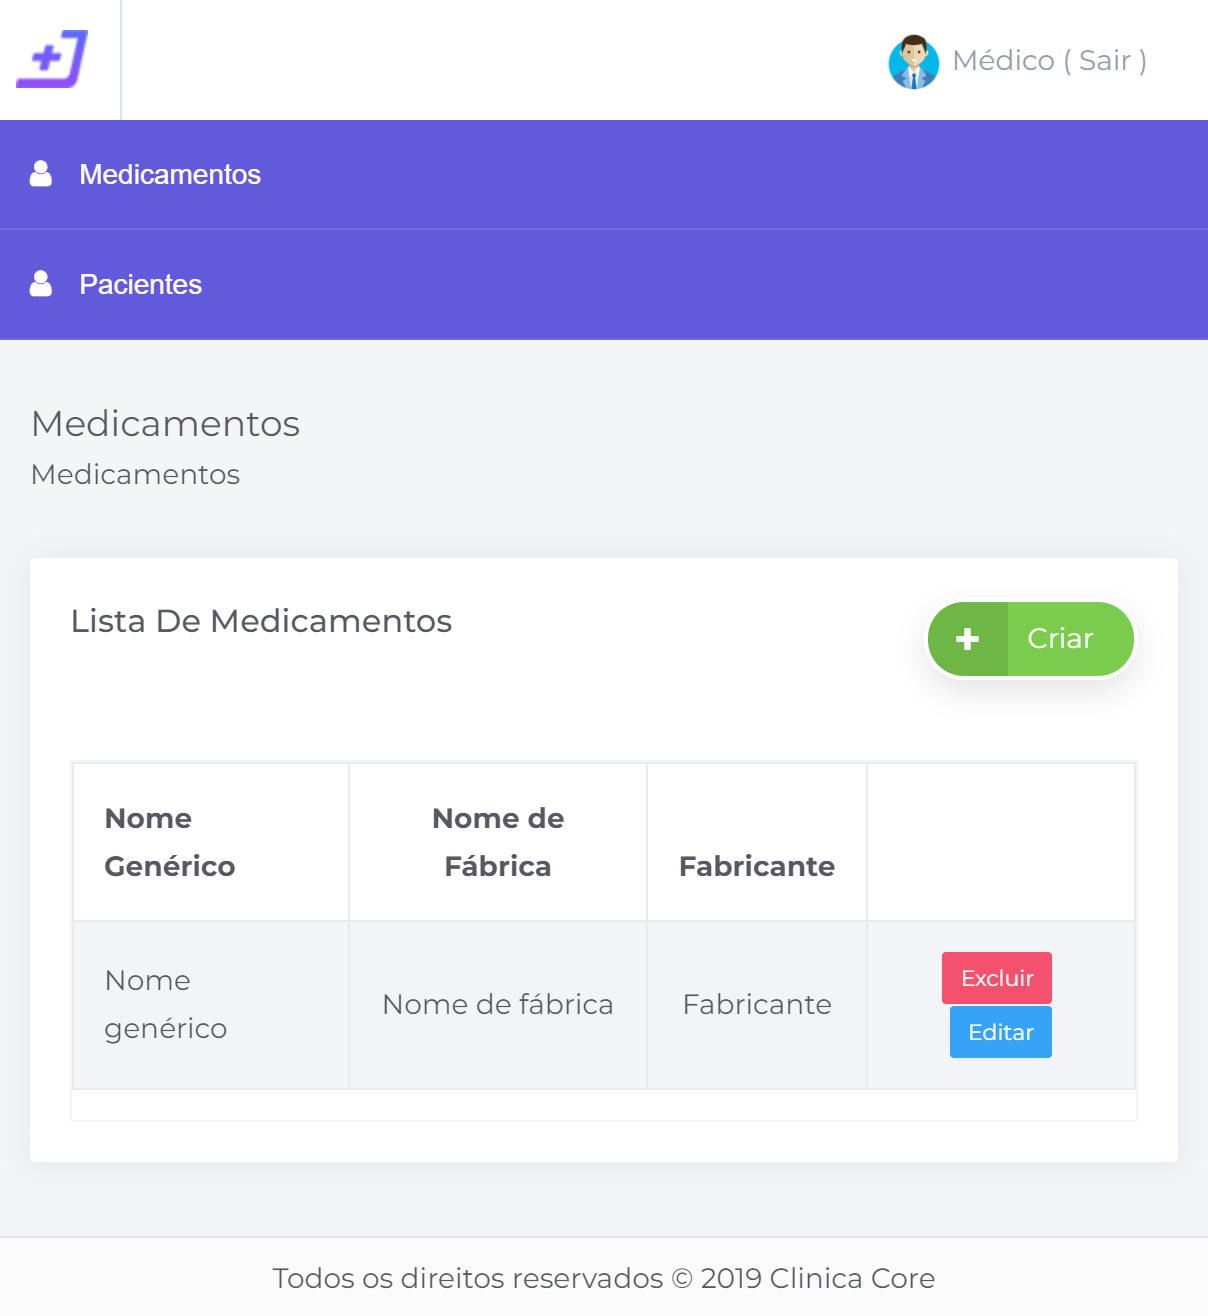 Médico ( Sair )
Medicamentos
Pacientes
Medicamentos
Medicamentos
Lista De Medicamentos
Criar
Nome
Genérico
Nome de
Fábrica
Fabricante
Nome
genérico
Nome de fábrica
Fabricante
Excluir
Editar
Todos os direitos reservados © 2019 Clinica Core